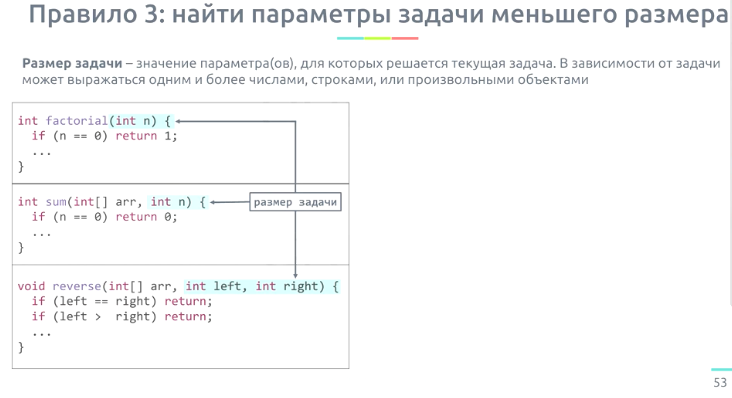 Правило 3: найти параметры задачи меньшего размера
Размер задачи – значение параметра(ов), для которых решается текущая задача. В зависимости от задачи
может выражаться одним и более числами, строками, или произвольными объектами
int factorial(int n) {
if (n == 0) return 1;
...
}
int sum(int[] arr, int n) {
if (n == 0) return 0;
...
}
размер задачи
void reverse(int[] arr, int left, int right) {
if (left == right) return;
if (left > right) return;
...
}
53